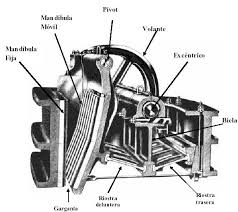 Pivot
Volante
Mandíbula
Móvil
Mandíbula
Fija
Excéntrico
Biela
Riostra
trasera
Riostra
delantera
Garganta